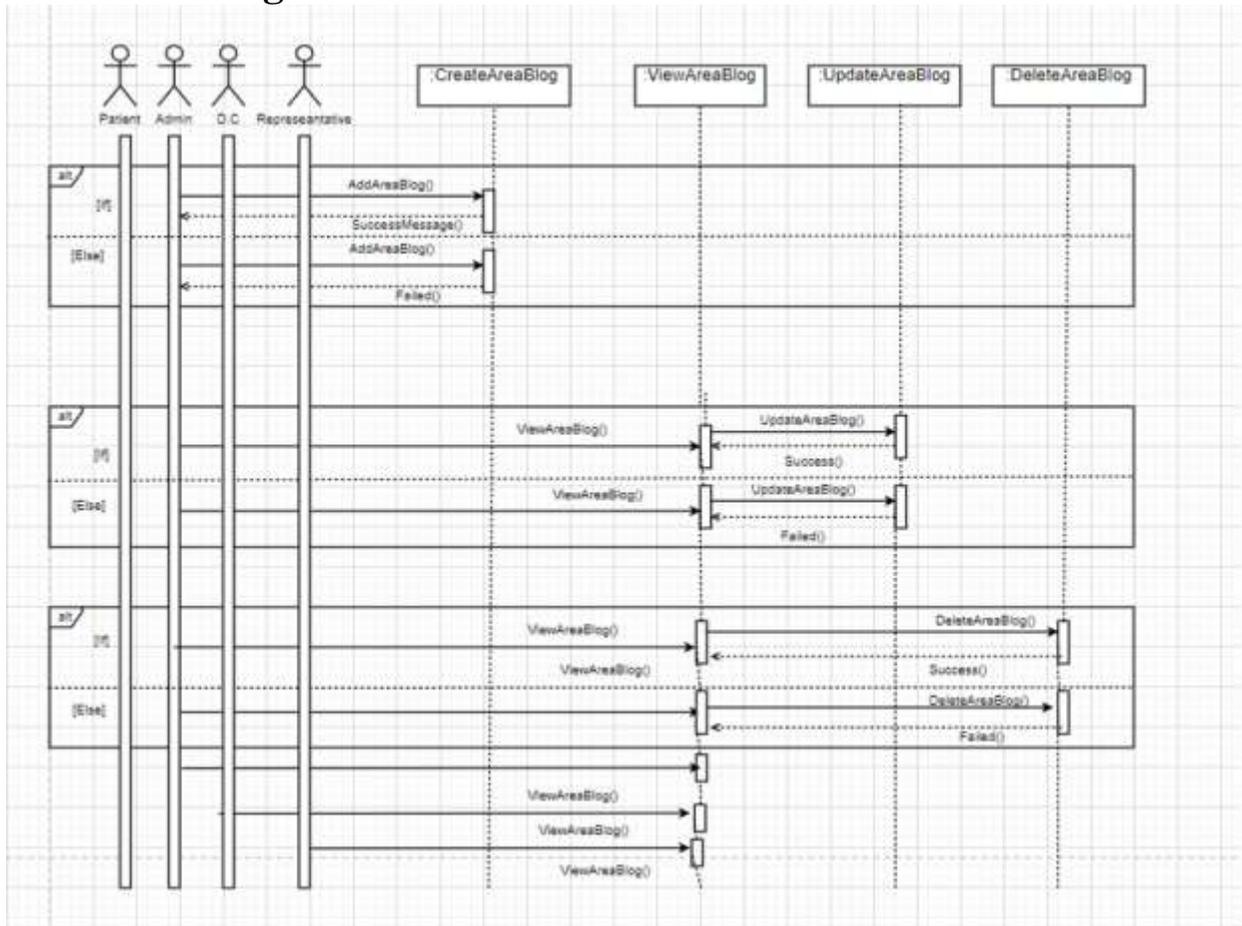 :CreateAreaBlog
:ViewAreaBlog
:UpdateAreaBlog
:DeleteAreaBlog
Patient
Admin
D.C
Represeantative
alt
[If]
AddAreaBlog()
SuccessMessage()
[Else]
AddAreaBlog()
Failed()
alt
[If]
ViewAreaBlog()
UpdateAreaBlog()
Success()
[Else]
ViewAreaBlog()
UpdateAreaBlog()
Failed()
alt
[If]
ViewAreaBlog()
DeleteAreaBlog()
ViewAreaBlog()
Success()
[Else]
DeleteAreaBlog()
Failed()
ViewAreaBlog()
ViewAreaBlog()
ViewAreaBlog()